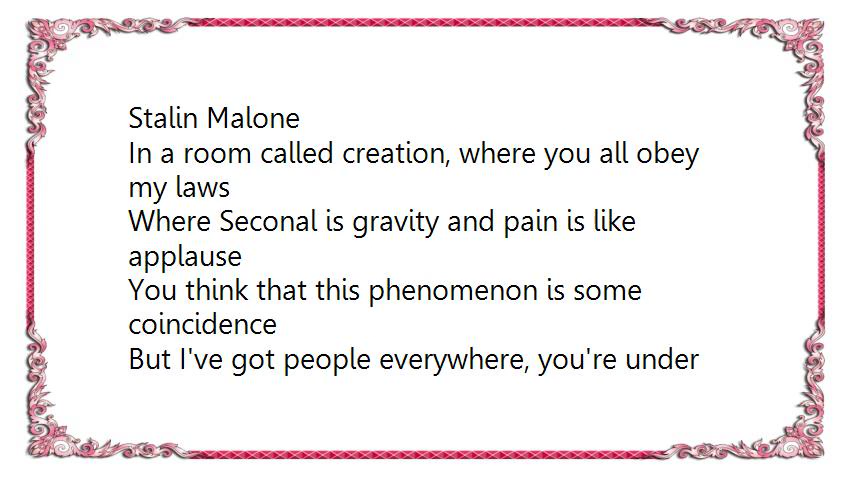 Stalin Malone
In a room called creation, where you all obey
my laws
Where Seconal is gravity and pain is like
applause
You think that this phenomenon is some
coincidence
But I've got people everywhere, you're under